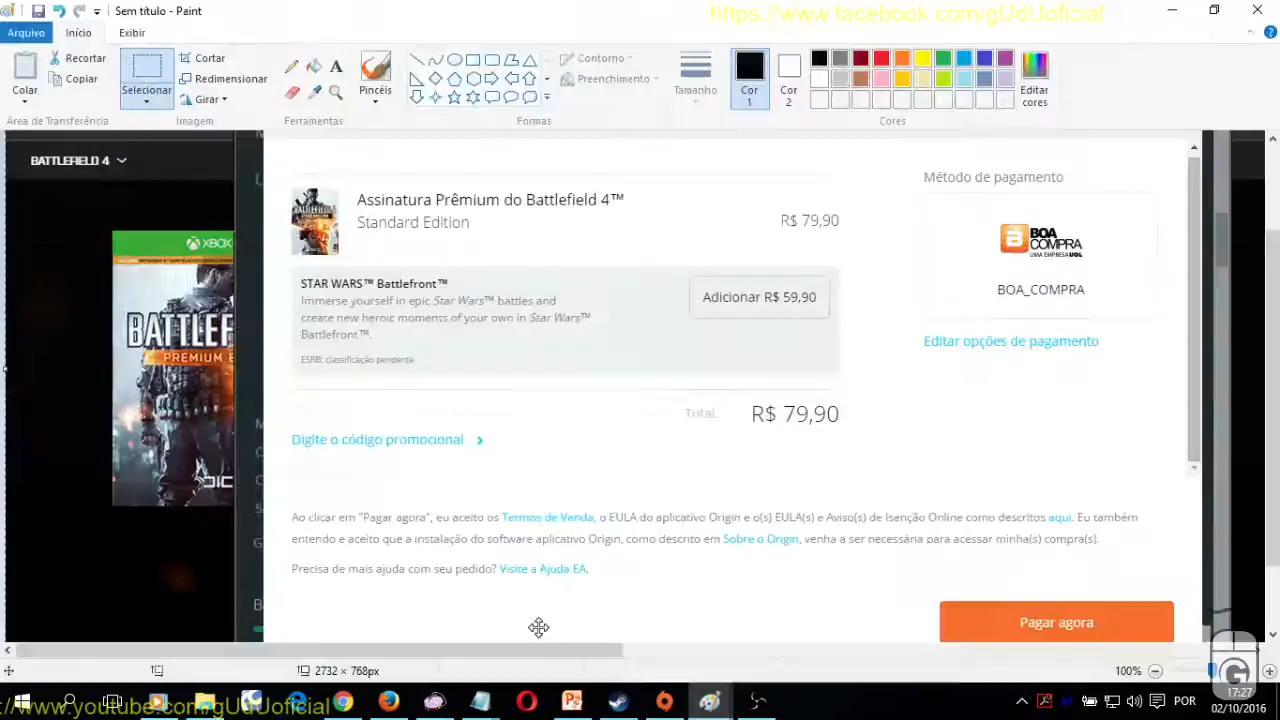 Sem título - Paint
https://www.facebook.com/gUdUoficial
Arquivo
Início
Exibir
Colar
Recortar
Copiar
Selecionar
Cortar
Redimensionar
Girar
Pincéis
Contorno
Preenchimento
Tamanho
Cor 1
Cor 2
Editar cores
Área de Transferência
Imagem
Ferramentas
Formas
Cores
BATTLEFIELD 4
XBOX
BATTLEF
PREMIUM E
DIC
BATTLEFIELD
PREMIUM
Assinatura Prêmium do Battlefield 4™
Standard Edition
R$ 79,90
STAR WARS™ Battlefront™
Immerse yourself in epic Star Wars™ battles and
create new heroic moments of your own in Star Wars™
Battlefront™.
ESRB: classificação pendente
Adicionar R$ 59,90
Total
R$ 79,90
Digite o código promocional
Método de pagamento
BOA COMPRA
UMA EMPRESA UOL
BOA_COMPRA
Editar opções de pagamento
Ao clicar em "Pagar agora", eu aceito os Termos de Venda, o EULA do aplicativo Origin e o(s) EULA(s) e Aviso(s) de Isenção Online como descritos aqui. Eu também
entendo e aceito que a instalação do software aplicativo Origin, como descrito em Sobre o Origin, venha a ser necessária para acessar minha(s) compra(s).
Precisa de mais ajuda com seu pedido? Visite a Ajuda EA.
Pagar agora
2732 × 768px
100%
://www.youtube.com/gUdUoficial
POR
17:27
02/10/2016